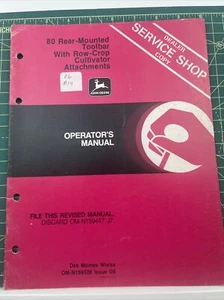 80 Rear-Mounted
Toolbar
With Row-Crop
Cultivator
Attachments
JOHN DEERE
DEALER
SERVICE SHOP
COPY
OPERATOR'S
MANUAL
FILE THIS REVISED MANUAL.
Des Moines Works